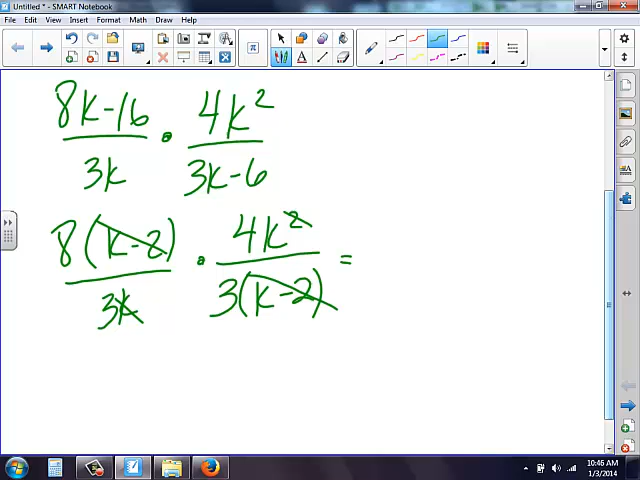 Untitled * - SMART Notebook
File Edit View Insert Format Tools Draw Help
8k-16 · 4k²
3k 3k-6
8(k-2) · 4k² =
3k 3(k-2)
10:46 AM
1/3/2014